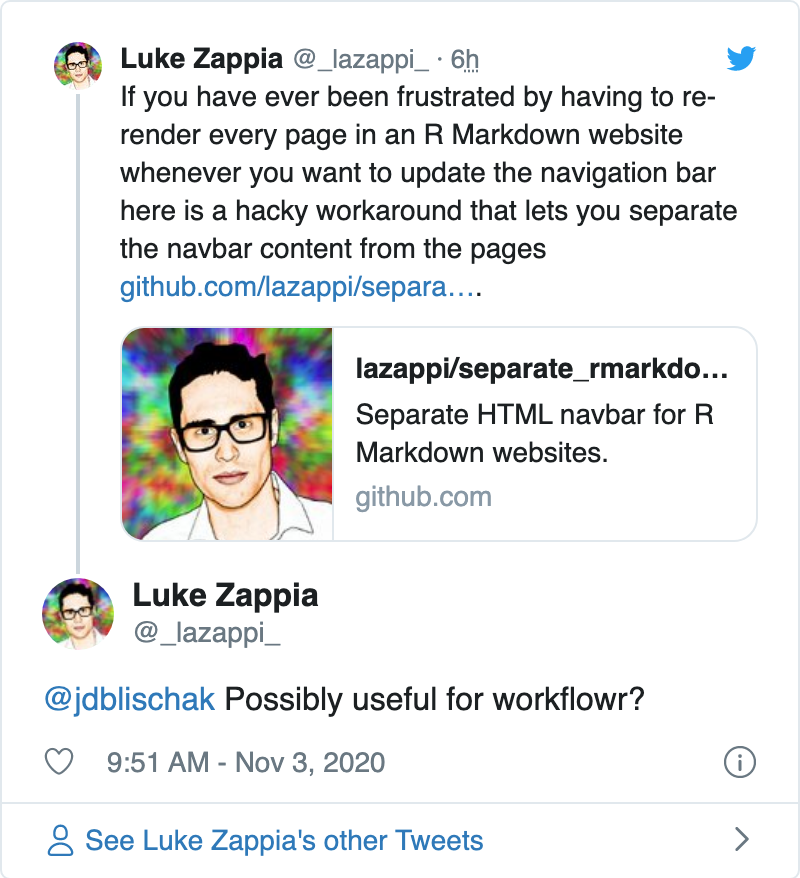 Luke Zappia @_lazappi_ · 6h
If you have ever been frustrated by having to re-
render every page in an R Markdown website
whenever you want to update the navigation bar
here is a hacky workaround that lets you separate
the navbar content from the pages
github.com/lazappi/separa….
lazappi/separate_rmarkdo...
Separate HTML navbar for R
Markdown websites.
github.com
Luke Zappia
@_lazappi_
@jdblischak Possibly useful for workflowr?
9:51 AM - Nov 3, 2020
See Luke Zappia's other Tweets